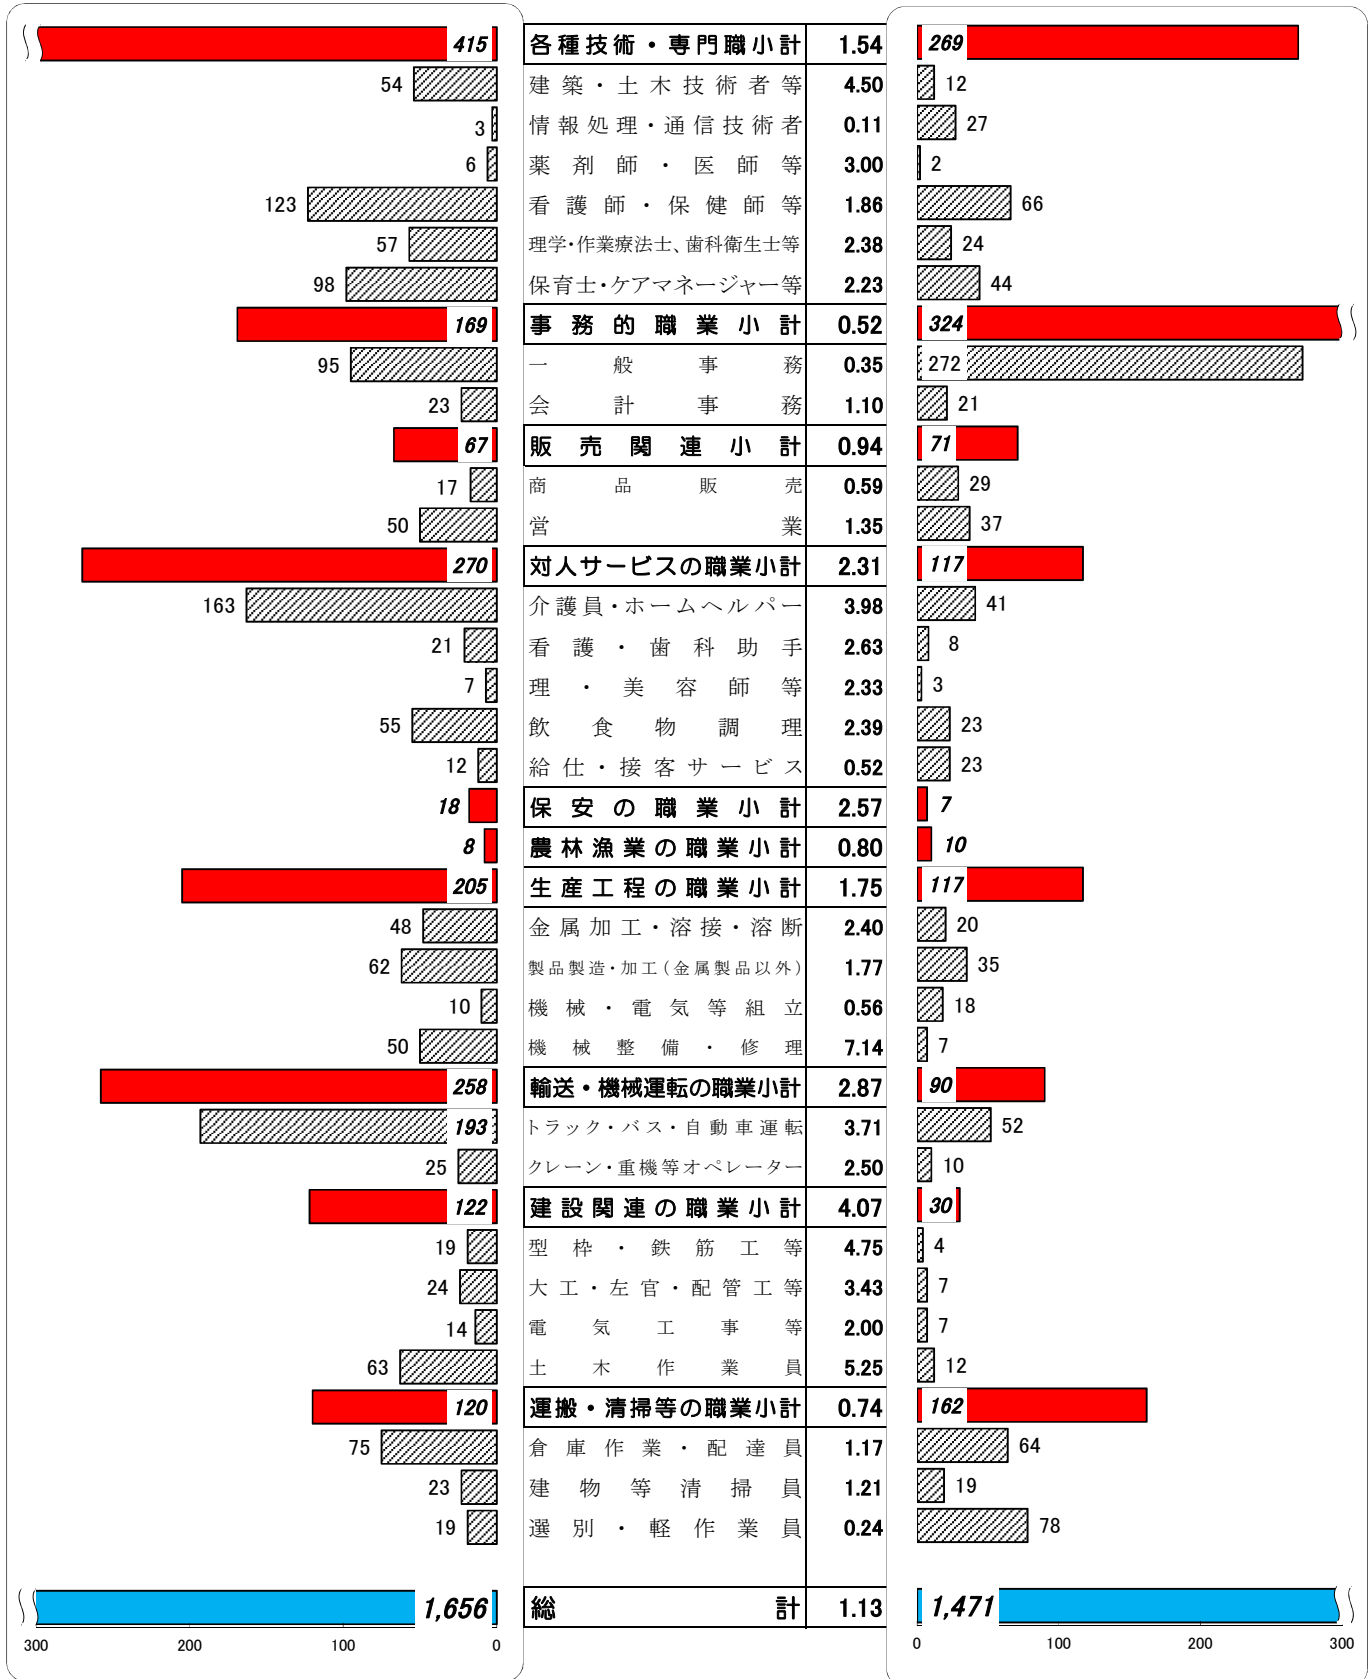 415 各種技術・専門職小計 1.54 269
54 建築・土木技術者等 4.50 12
3 情報処理・通信技術者 0.11 27
6 薬剤師・医師等 3.00 2
123 看護師・保健師等 1.86 66
57 理学・作業療法士、歯科衛生士等 2.38 24
98 保育士・ケアマネージャー等 2.23 44
169 事務的職業小計 0.52 324
95 一般事務 0.35 272
23 会計事務 1.10 21
67 販売関連小計 0.94 71
17 商品販売 0.59 29
50 営業 1.35 37
270 対人サービスの職業小計 2.31 117
163 介護員・ホームヘルパー 3.98 41
21 看護・歯科助手 2.63 8
7 理・美容師等 2.33 3
55 飲食物調理 2.39 23
12 給仕・接客サービス 0.52 23
18 保安の職業小計 2.57 7
8 農林漁業の職業小計 0.80 10
205 生産工程の職業小計 1.75 117
48 金属加工・溶接・溶断 2.40 20
62 製品製造・加工(金属製品以外) 1.77 35
10 機械・電気等組立 0.56 18
50 機械整備・修理 7.14 7
258 輸送・機械運転の職業小計 2.87 90
193 トラック・バス・自動車運転 3.71 52
25 クレーン・重機等オペレーター 2.50 10
122 建設関連の職業小計 4.07 30
19 型枠・鉄筋工等 4.75 4
24 大工・左官・配管工等 3.43 7
14 電気工事等 2.00 7
63 土木作業員 5.25 12
120 運搬・清掃等の職業小計 0.74 162
75 倉庫作業・配達員 1.17 64
23 建物等清掃員 1.21 19
19 選別・軽作業員 0.24 78
1,656 総計 1.13 1,471
300 200 100 0 0 100 200 300